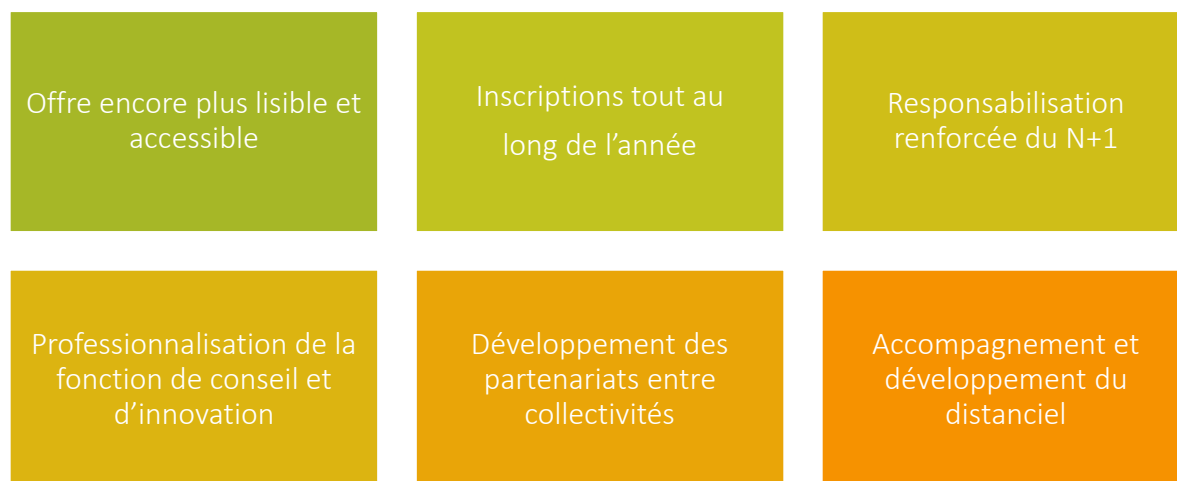 Offre encore plus lisible et
accessible
Inscriptions tout au
long de l’année
Responsabilisation
renforcée du N+1
Professionnalisation de la
fonction de conseil et
d’innovation
Développement des
partenariats entre
collectivités
Accompagnement et
développement du
distanciel